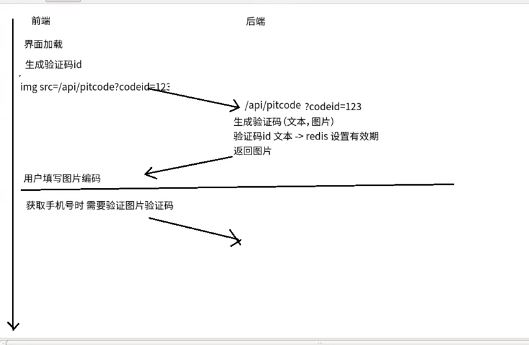 前端
后端
界面加载
生成验证码id
img src=/api/pitcode?codeid=123
/api/pitcode ?codeid=123
生成验证码(文本, 图片)
验证码id 文本 -> redis 设置有效期
返回图片
用户填写图片编码
获取手机号时 需要验证图片验证码